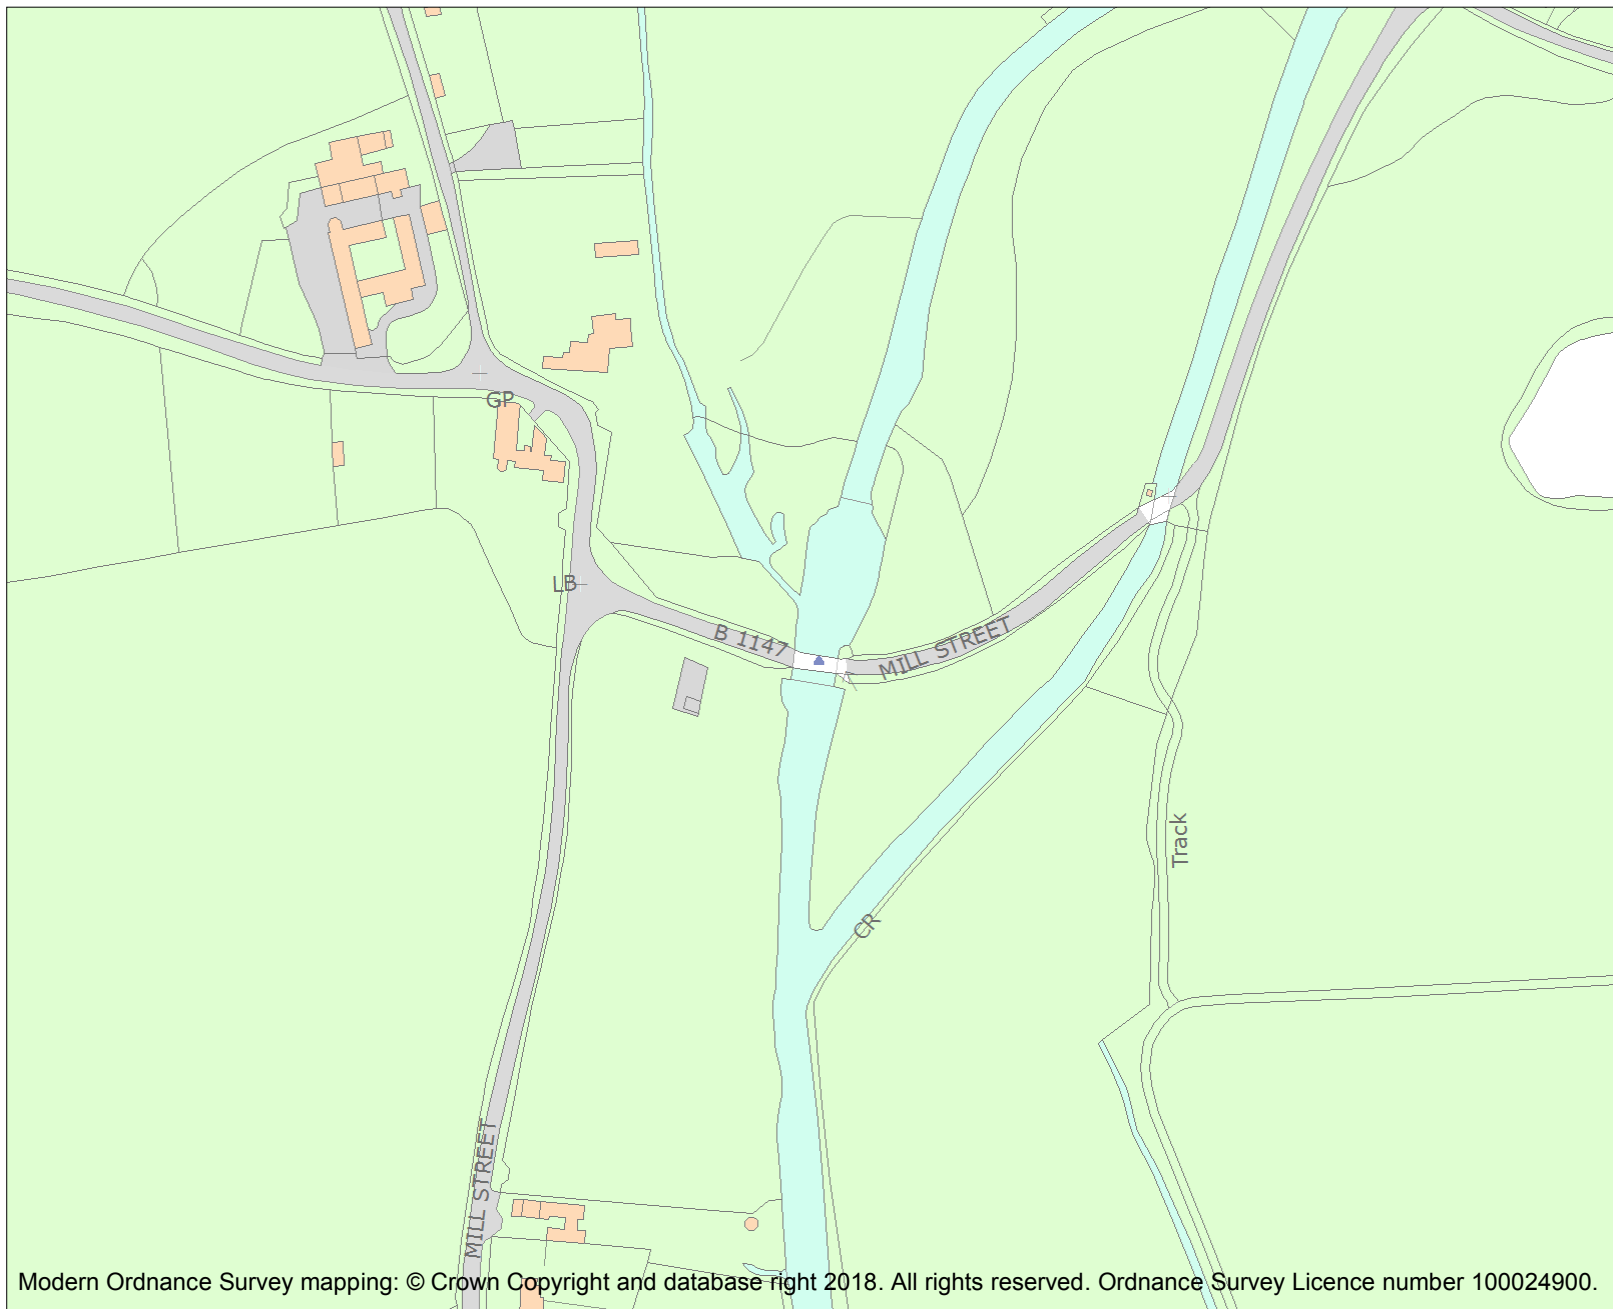 GP
LB
B 1147
MILL STREET
Track
CR
MILL STREET
Modern Ordnance Survey mapping: © Crown Copyright and database right 2018. All rights reserved. Ordnance Survey Licence number 100024900.